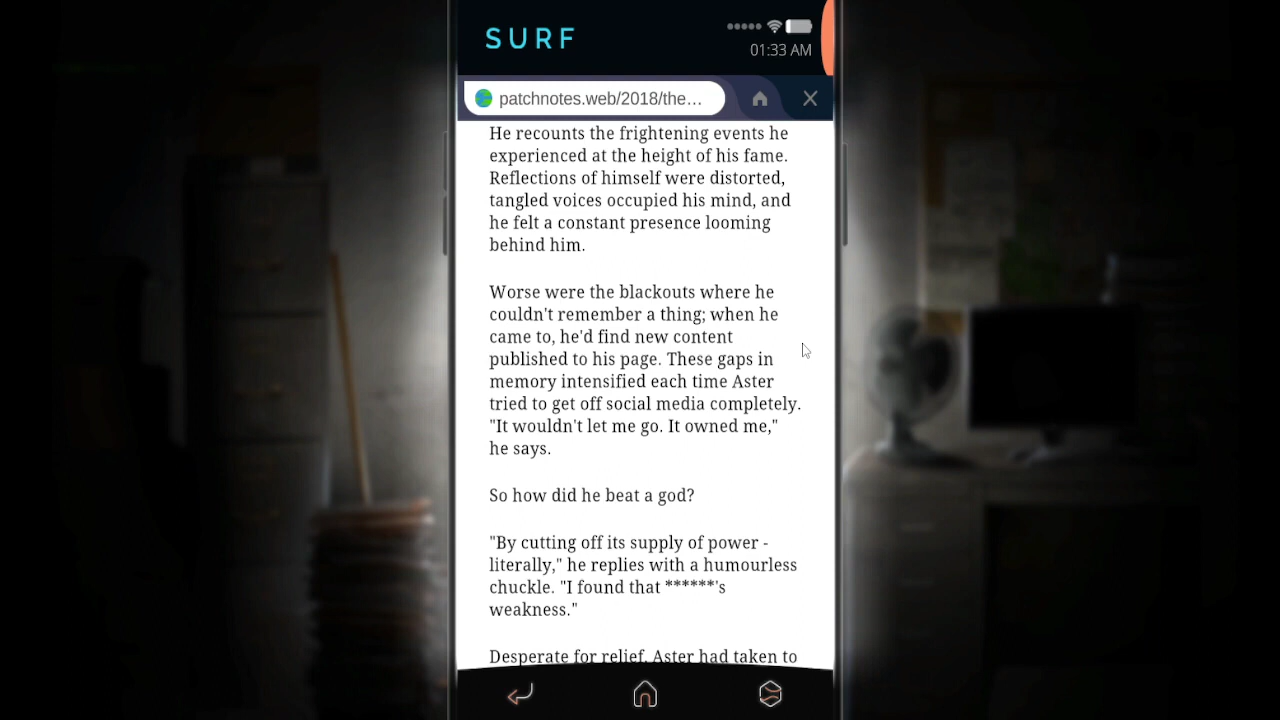 SURF
01:33 AM
patchnotes.web/2018/the...
He recounts the frightening events he
experienced at the height of his fame.
Reflections of himself were distorted,
tangled voices occupied his mind, and
he felt a constant presence looming
behind him.
Worse were the blackouts where he
couldn't remember a thing; when he
came to, he'd find new content
published to his page. These gaps in
memory intensified each time Aster
tried to get off social media completely.
"It wouldn't let me go. It owned me,"
he says.
So how did he beat a god?
"By cutting off its supply of power -
literally," he replies with a humourless
chuckle. "I found that ******'s
weakness."
Desperate for relief, Aster had taken to